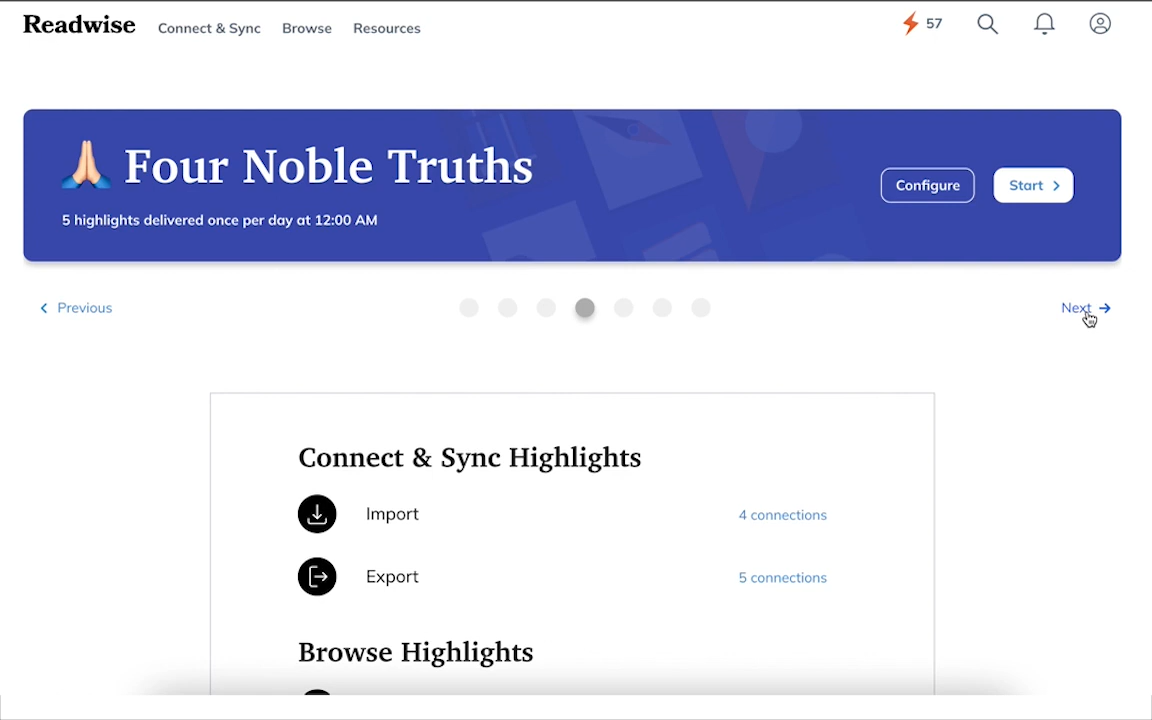 Readwise Connect & Sync Browse Resources 57
🙏🏻 Four Noble Truths
Configure Start >
5 highlights delivered once per day at 12:00 AM
< Previous Next →
Connect & Sync Highlights
Import 4 connections
Export 5 connections
Browse Highlights